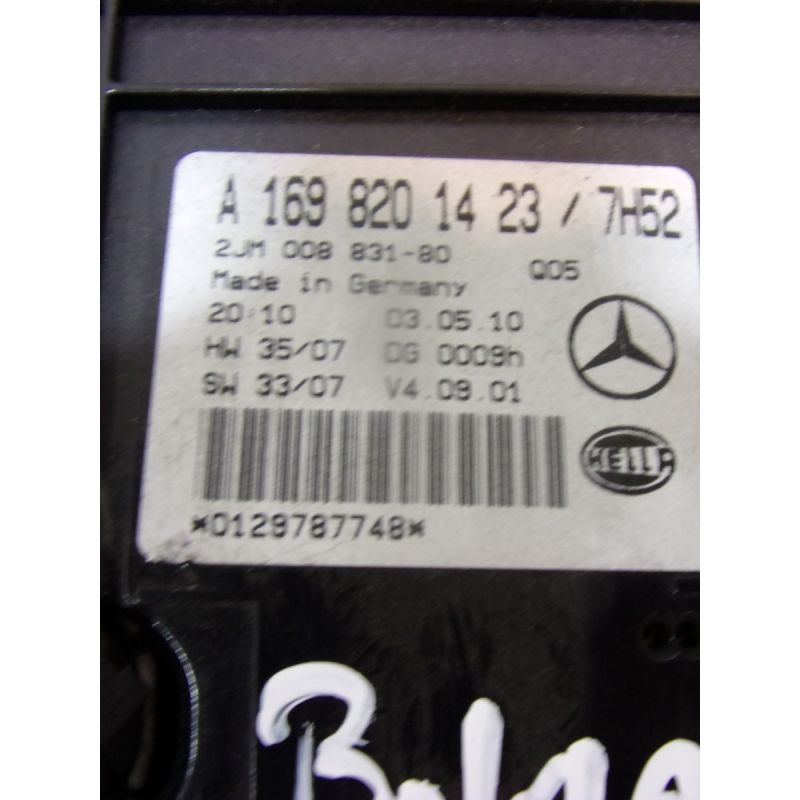 A 169 820 14 23 / 7H52
2JM 008 831-80 Q05
Made in Germany
20:10 03.05.10
HW 35/07 DG 0009h
SW 33/07 V4.09.01
HELLA
*0129787748*